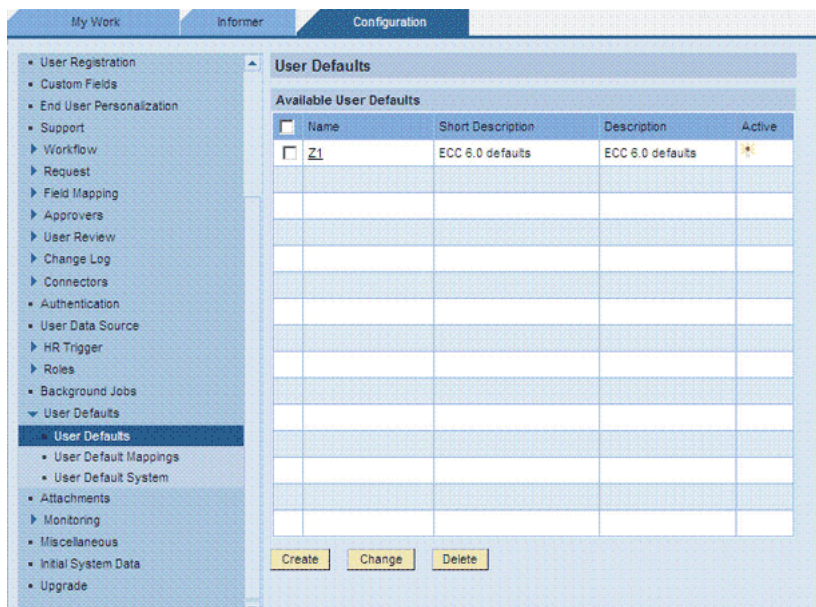 My Work Informer Configuration
User Registration
Custom Fields
End User Personalization
Support
Workflow
Request
Field Mapping
Approvers
User Review
Change Log
Connectors
Authentication
User Data Source
HR Trigger
Roles
Background Jobs
User Defaults
User Defaults
User Default Mappings
User Default System
Attachments
Monitoring
Miscellaneous
Initial System Data
Upgrade
User Defaults
Available User Defaults
Name Short Description Description Active
Z1 ECC 6.0 defaults ECC 6.0 defaults
Create Change Delete